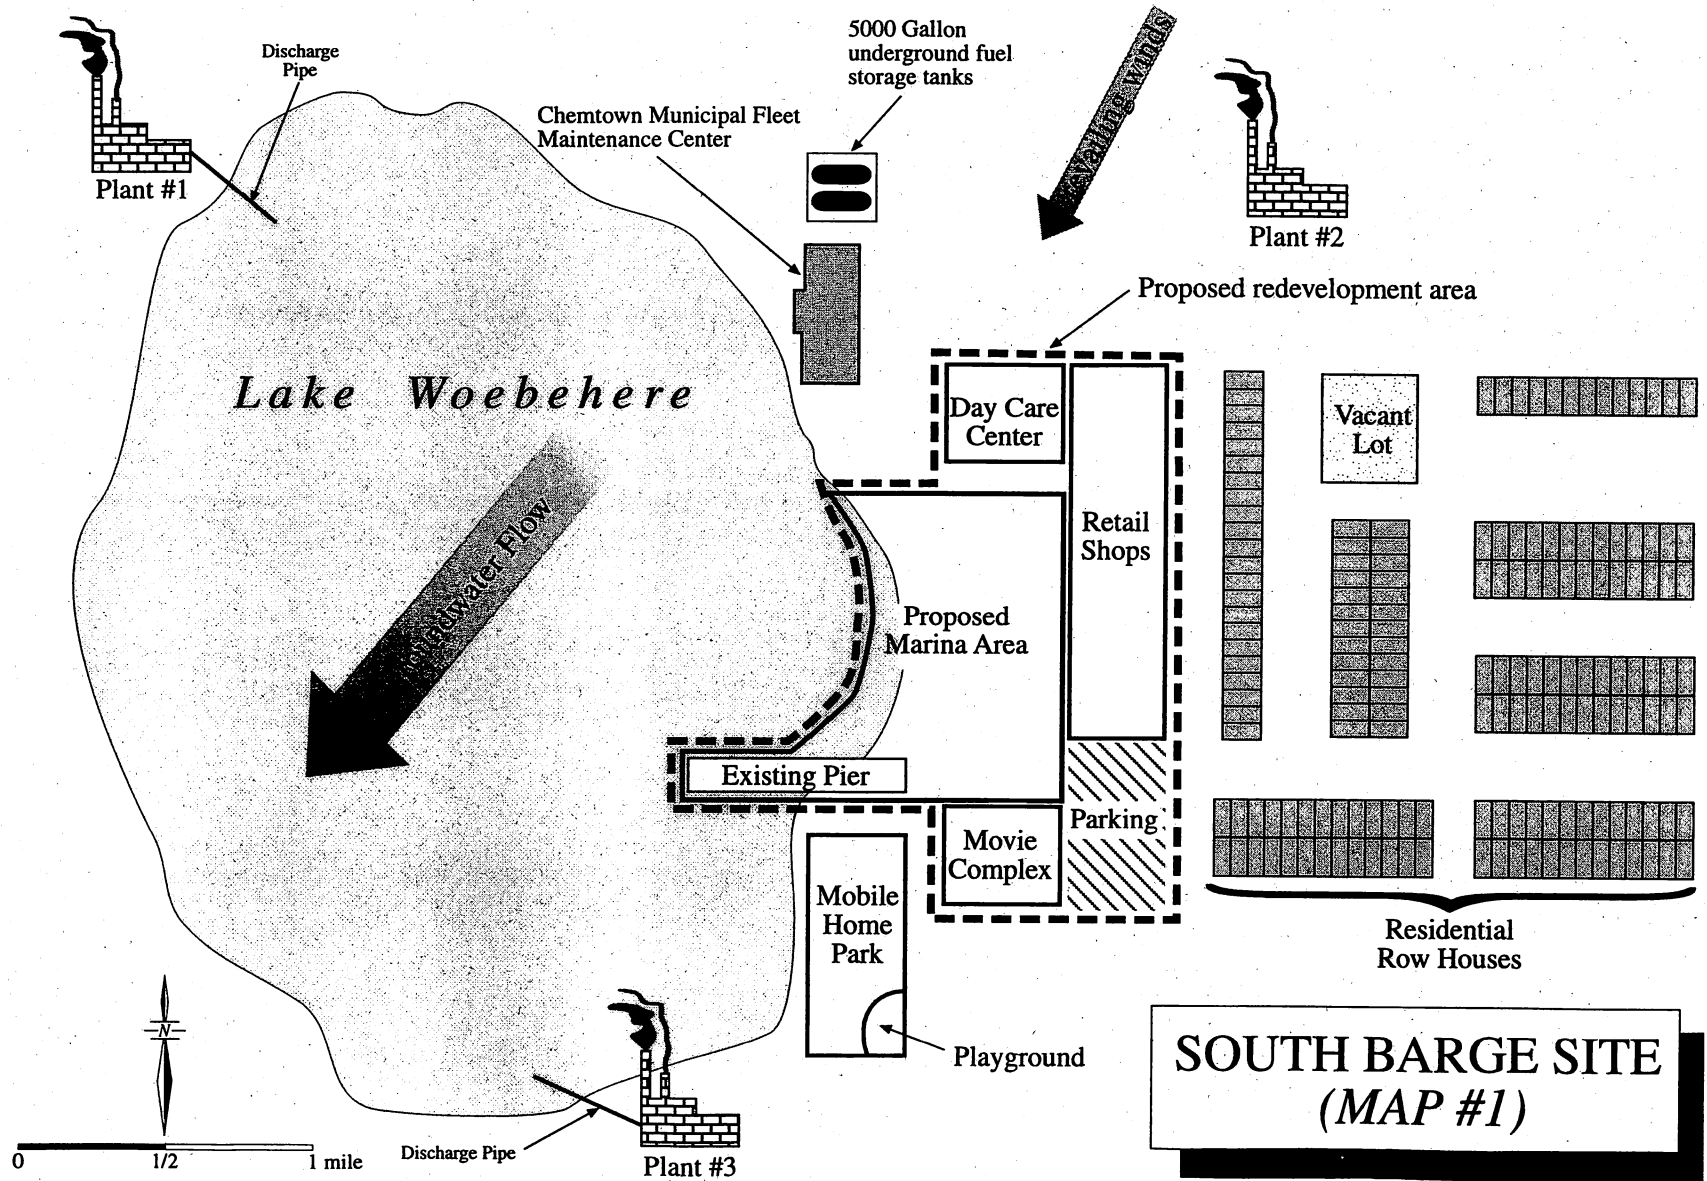 Discharge
Pipe
Plant #1
Chemtown Municipal Fleet
Maintenance Center
5000 Gallon
underground fuel
storage tanks
winds
Plant #2
Proposed redevelopment area
Lake Woebehere
Flow
Day Care
Center
Retail
Shops
Vacant
Lot
Proposed
Marina Area
Existing Pier
Parking
Movie
Complex
Mobile
Home
Park
Playground
Residential
Row Houses
N
0 1/2 1 mile
Discharge Pipe
Plant #3
SOUTH BARGE SITE
(MAP #1)